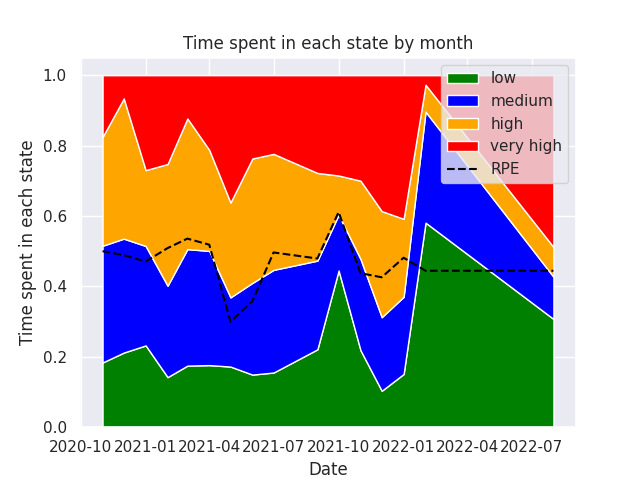 Time spent in each state by month
1.0
0.8
0.6
0.4
0.2
0.0
Time spent in each state
low
medium
high
very high
RPE
2020-10 2021-01 2021-04 2021-07 2021-10 2022-01 2022-04 2022-07
Date